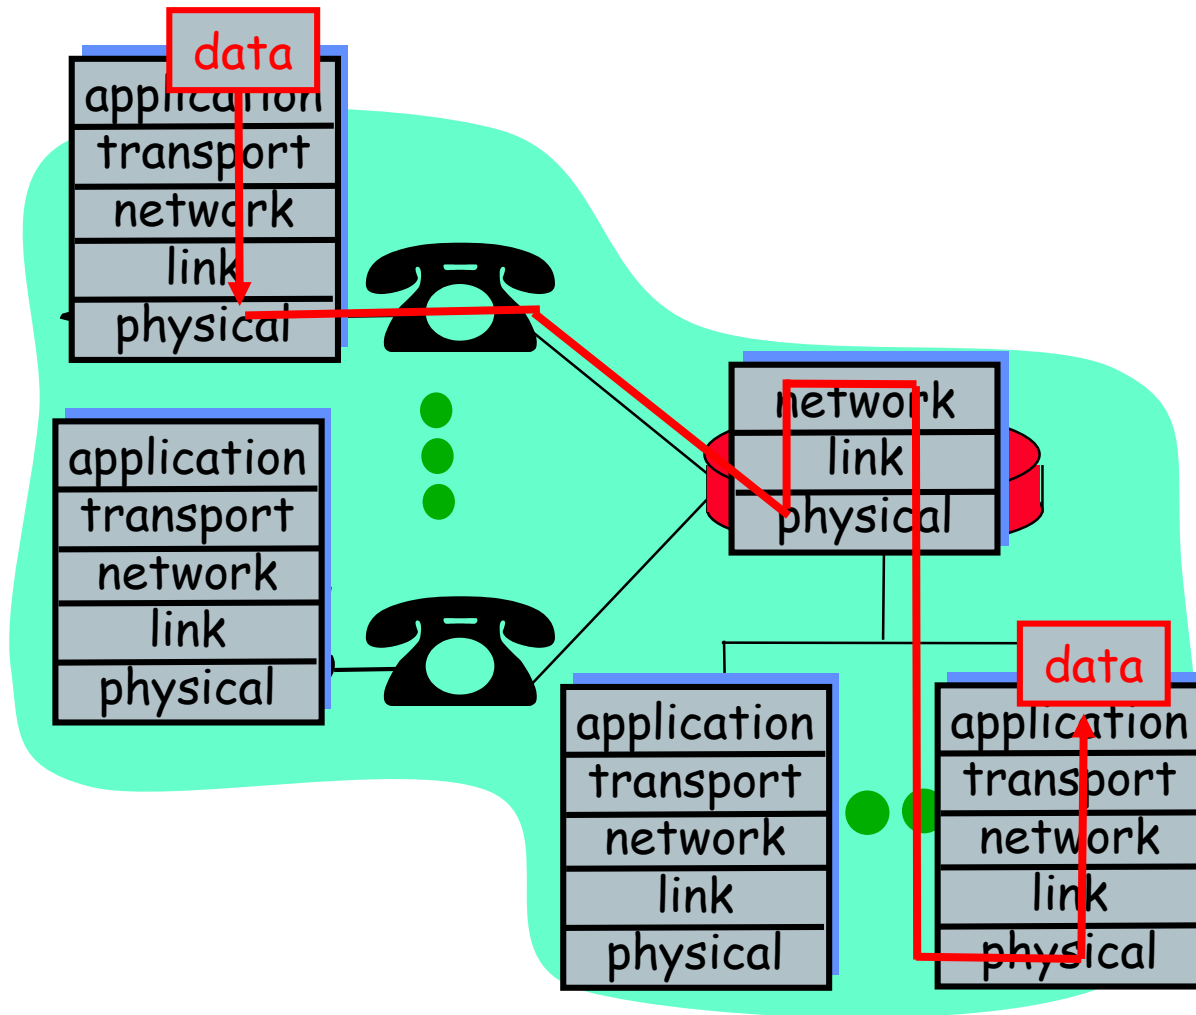 data
application
transport
network
link
physical
application
transport
network
link
physical
network
link
physical
application
transport
network
link
physical
data
application
transport
network
link
physical